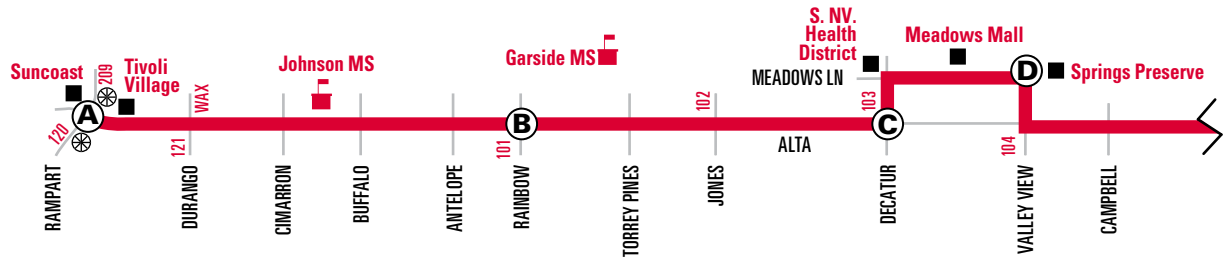 Suncoast
209
Tivoli
Village
WAX
Johnson MS
Garside MS
S. NV.
Health
District
Meadows Mall
Springs Preserve
MEADOWS LN
ALTA
A
B
C
D
120
121
101
102
103
104
RAMPART
DURANGO
CIMARRON
BUFFALO
ANTELOPE
RAINBOW
TORREY PINES
JONES
DECATUR
VALLEY VIEW
CAMPBELL